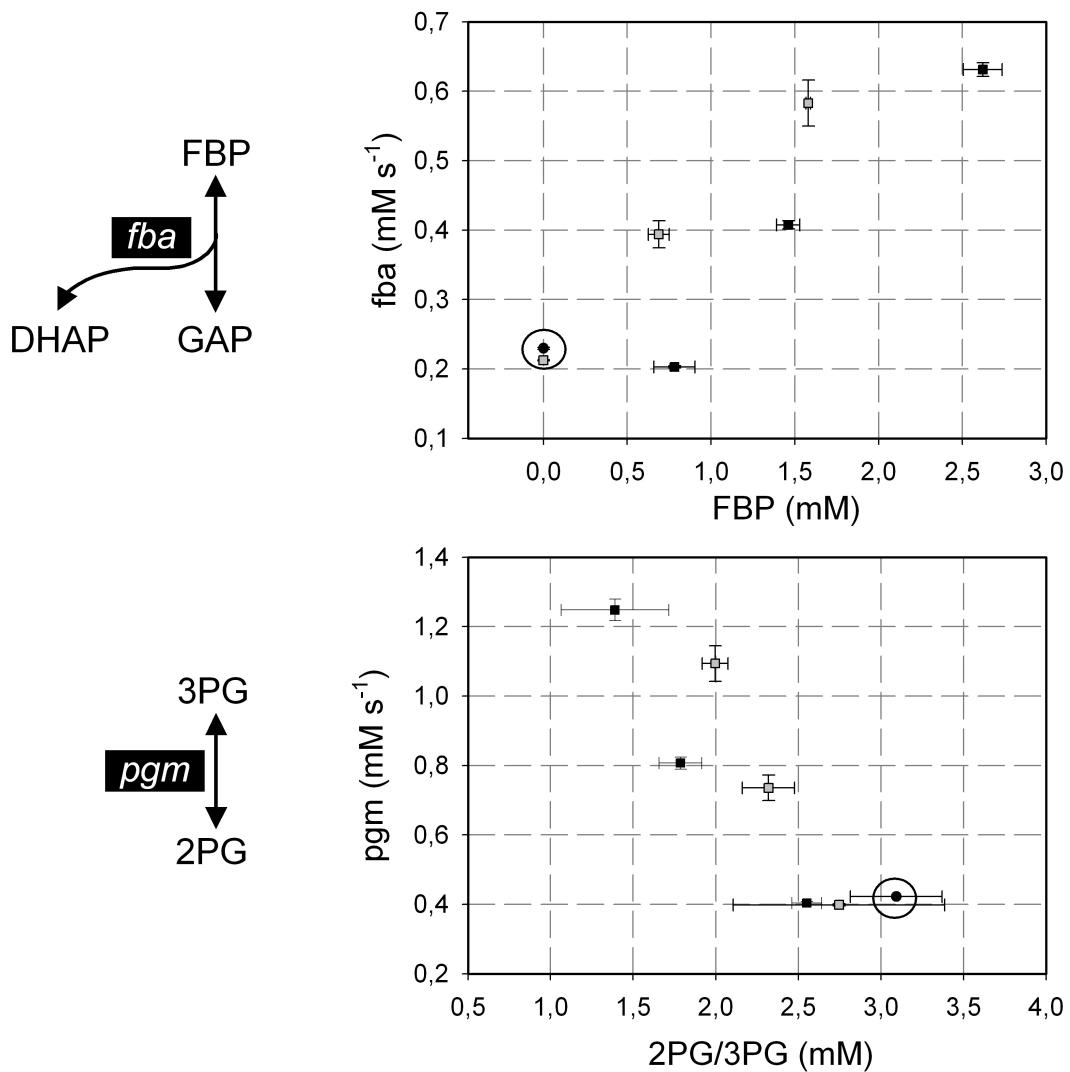 FBP
fba
DHAP GAP
fba (mM s-1)
0,7
0,6
0,5
0,4
0,3
0,2
0,1
0,0 0,5 1,0 1,5 2,0 2,5 3,0
FBP (mM)
3PG
pgm
2PG
pgm (mM s-1)
1,4
1,2
1,0
0,8
0,6
0,4
0,2
0,5 1,0 1,5 2,0 2,5 3,0 3,5 4,0
2PG/3PG (mM)